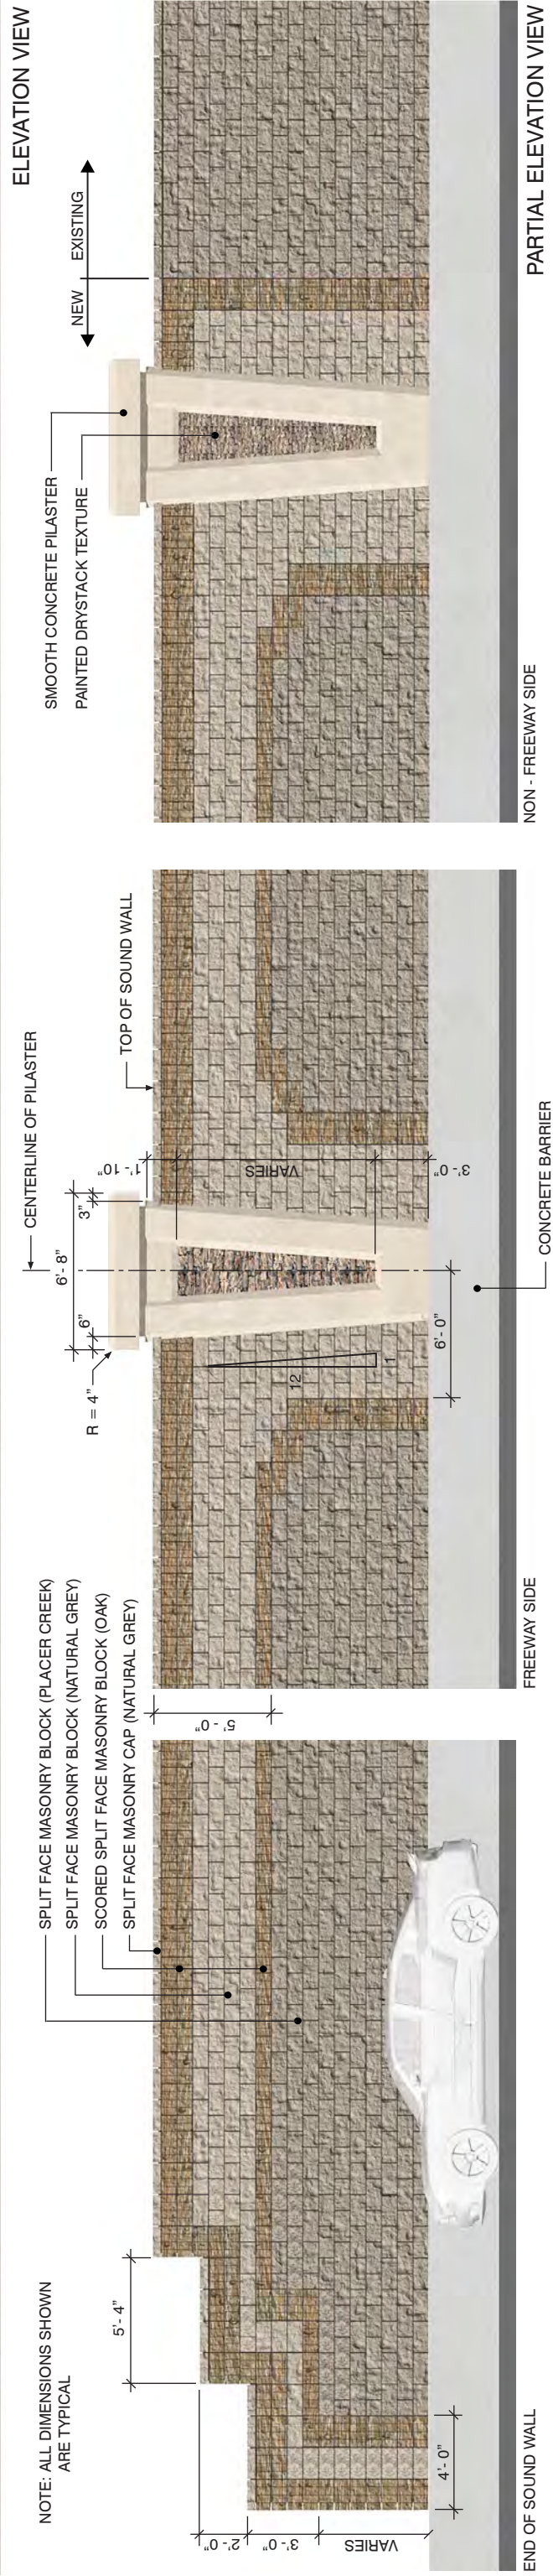 NOTE: ALL DIMENSIONS SHOWN
ARE TYPICAL
5'- 4"
2'- 0"
3'- 0"
VARIES
4'- 0"
SPLIT FACE MASONRY BLOCK (PLACER CREEK)
SPLIT FACE MASONRY BLOCK (NATURAL GREY)
SCORED SPLIT FACE MASONRY BLOCK (OAK)
SPLIT FACE MASONRY CAP (NATURAL GREY)
END OF SOUND WALL
5'- 0"
CENTERLINE OF PILASTER
6'- 8"
6"
3"
R = 4"
TOP OF SOUND WALL
1'- 10"
VARIES
3'- 0"
12
1
6'- 0"
CONCRETE BARRIER
FREEWAY SIDE
ELEVATION VIEW
SMOOTH CONCRETE PILASTER
PAINTED DRYSTACK TEXTURE
NEW
EXISTING
NON - FREEWAY SIDE
PARTIAL ELEVATION VIEW